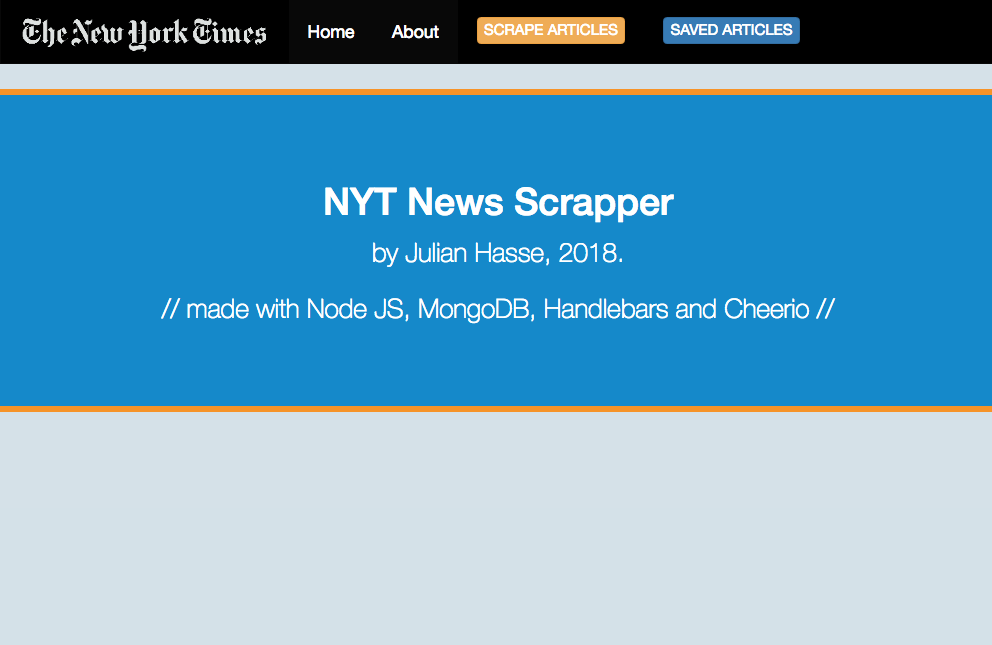 The New York Times Home About SCRAPE ARTICLES SAVED ARTICLES
NYT News Scrapper
by Julian Hasse, 2018.
// made with Node JS, MongoDB, Handlebars and Cheerio //